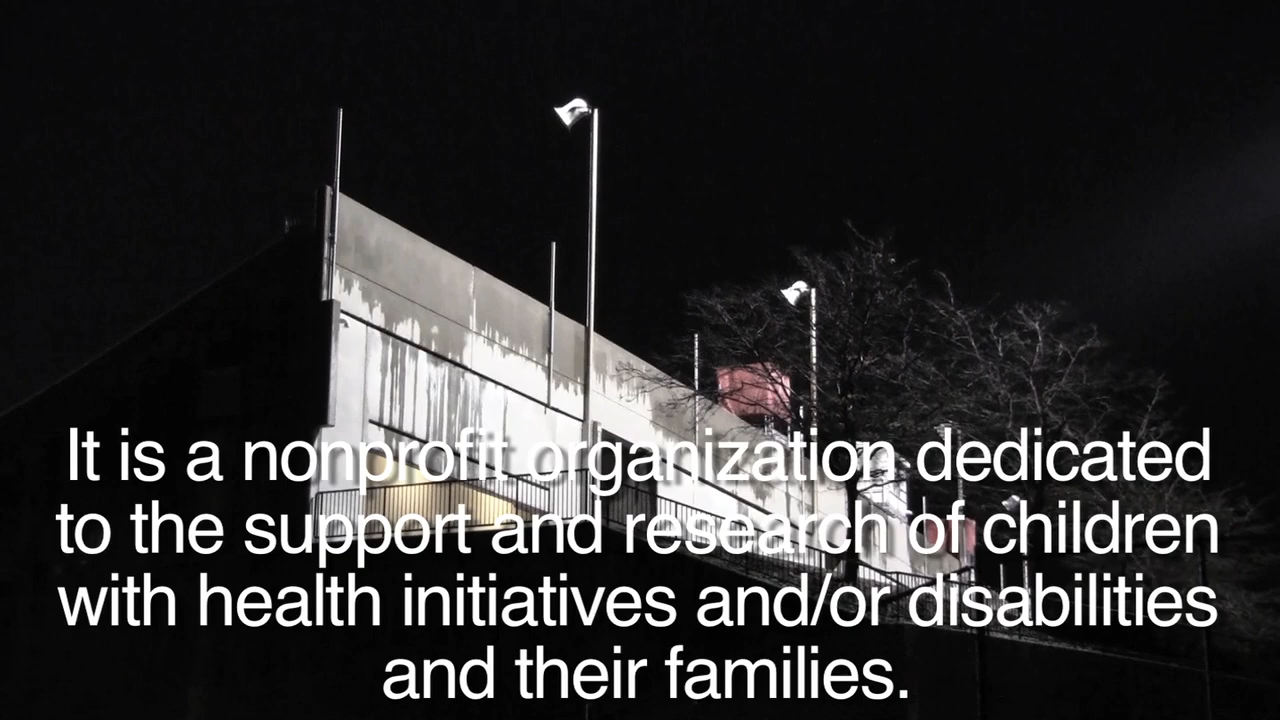 It is a nonprofit organization dedicated
to the support and research of children
with health initiatives and/or disabilities
and their families.